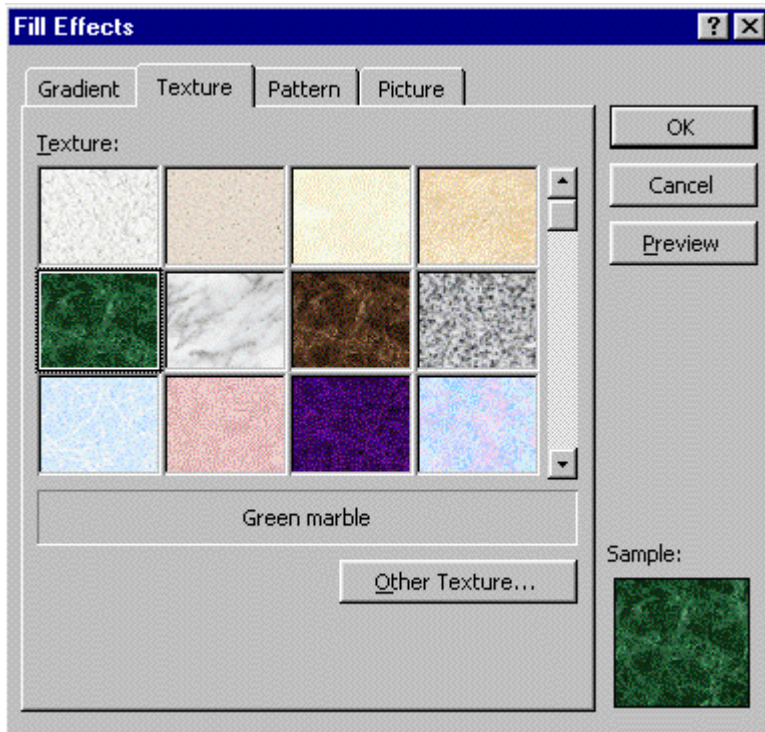 Fill Effects
Gradient Texture Pattern Picture
Texture:
OK
Cancel
Preview
Green marble
Other Texture...
Sample: